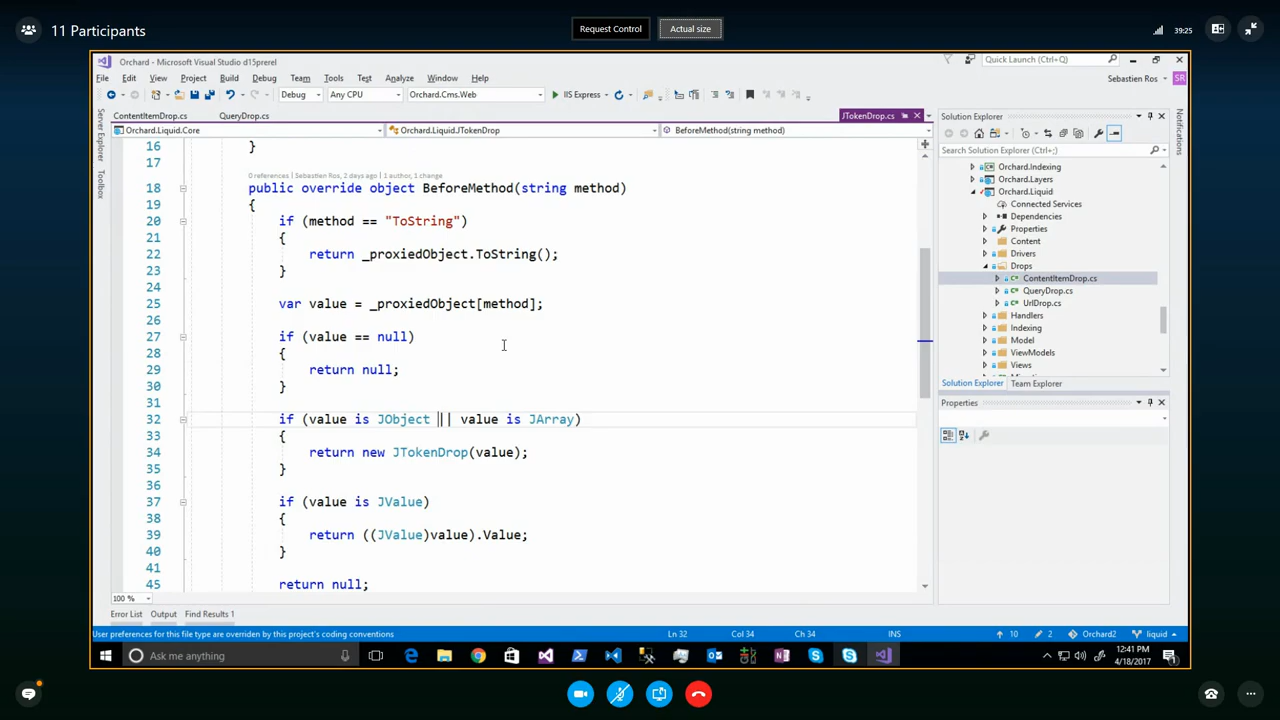 11 Participants
Request Control
Actual size
39:25
Orchard - Microsoft Visual Studio d15prerel
Quick Launch (Ctrl+;)
File Edit View Project Build Debug Team Tools Test Analyze Window Help
Sebastien Ros SR
Debug Any CPU Orchard.Cms.Web IIS Express
ContentItemDrop.cs QueryDrop.cs JTokenDrop.cs
Orchard.Liquid.Core Orchard.Liquid.JTokenDrop BeforeMethod(string method)
Server Explorer
Toolbox
16 }
17
0 references | Sebastien Ros, 2 days ago | 1 author, 1 change
18 public override object BeforeMethod(string method)
19 {
20 if (method == "ToString")
21 {
22 return _proxiedObject.ToString();
23 }
24
25 var value = _proxiedObject[method];
26
27 if (value == null)
28 {
29 return null;
30 }
31
32 if (value is JObject || value is JArray)
33 {
34 return new JTokenDrop(value);
35 }
36
37 if (value is JValue)
38 {
39 return ((JValue)value).Value;
40 }
41
45 return null;
100 %
Error List Output Find Results 1
User preferences for this file type are overriden by this project's coding conventions
Ln 32 Col 34 Ch 34 INS 10 2 Orchard2 liquid
Solution Explorer
Search Solution Explorer (Ctrl+;)
Orchard.Indexing
Orchard.Layers
Orchard.Liquid
Connected Services
Dependencies
Properties
Content
Drivers
Drops
ContentItemDrop.cs
QueryDrop.cs
UrlDrop.cs
Handlers
Indexing
Model
ViewModels
Views
Solution Explorer Team Explorer
Properties
Notifications
Ask me anything
12:41 PM
4/18/2017
1